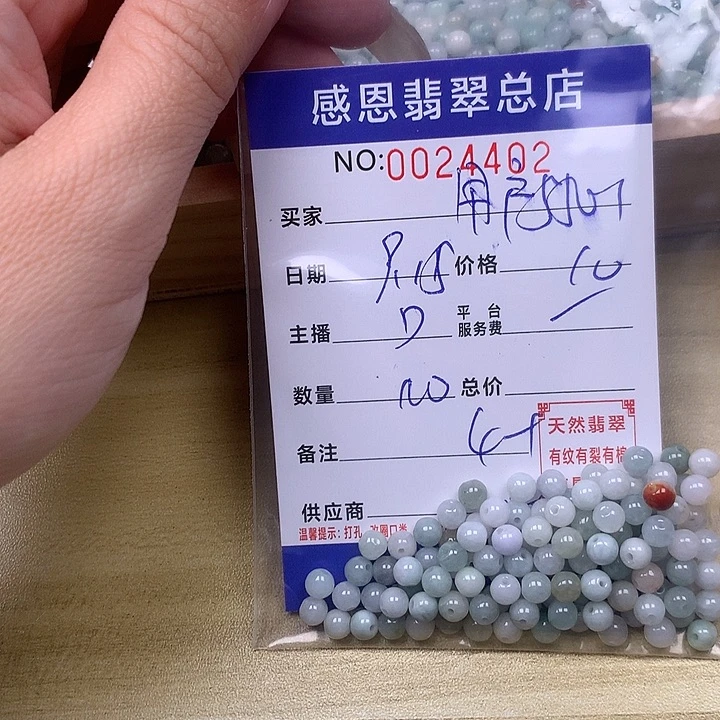 感恩翡翠总店
NO:0024402
买家 用户
日期 价格 10
主播 平台服务费
数量 100 总价
备注
天然翡翠
有纹有裂有棉
供应商
温馨提示:打孔